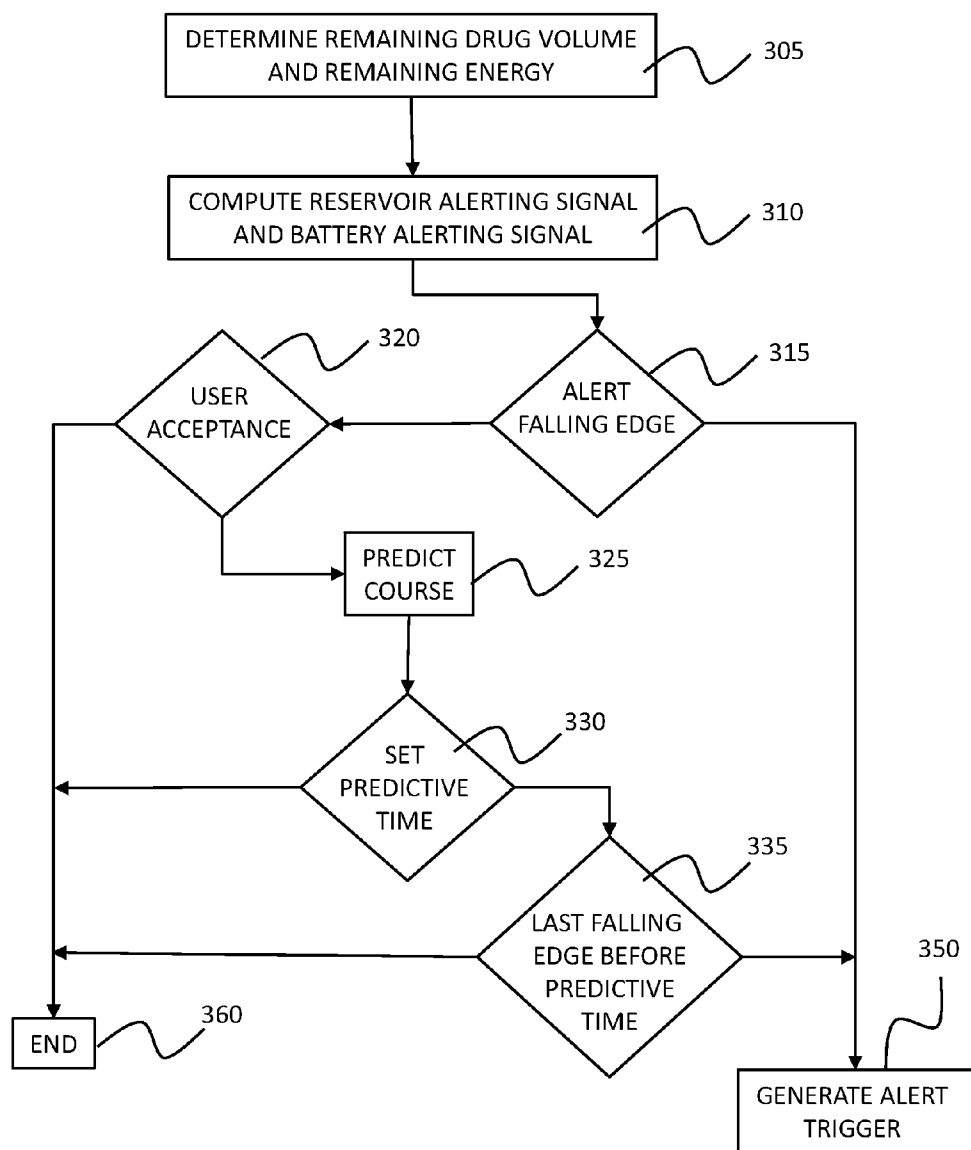 DETERMINE REMAINING DRUG VOLUME
AND REMAINING ENERGY
305
COMPUTE RESERVOIR ALERTING SIGNAL
AND BATTERY ALERTING SIGNAL
310
320
USER
ACCEPTANCE
315
ALERT
FALLING EDGE
PREDICT
COURSE
325
330
SET
PREDICTIVE
TIME
335
LAST FALLING
EDGE BEFORE
PREDICTIVE
TIME
350
END
360
GENERATE ALERT
TRIGGER